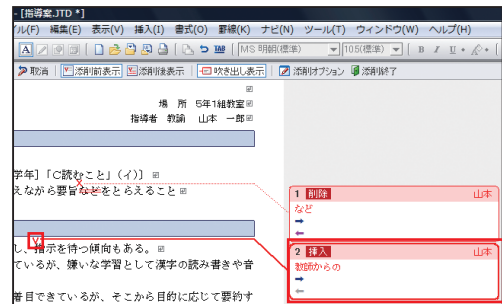 - [指導案.JTD *]
イル(F) 編集(E) 表示(V) 挿入(I) 書式(O) 罫線(K) ナビ(N) ツール(T) ウィンドウ(W) ヘルプ(H)
[MS 明朝(標準) 105(標準) B I U
取消 添削前表示 添削後表示 吹き出し表示 添削オプション 添削終了
場 所 5年1組教室
指導者 教諭 山本 一郎
学年] 「C読むこと」(イ)]
えながら要旨などをとらえること
1 削除 山本
など
2 挿入 山本
教師からの
し、指示を待つ傾向もある。
ているが、嫌いな学習として漢字の読み書きや音
着目できているが、そこから目的に応じて要約す